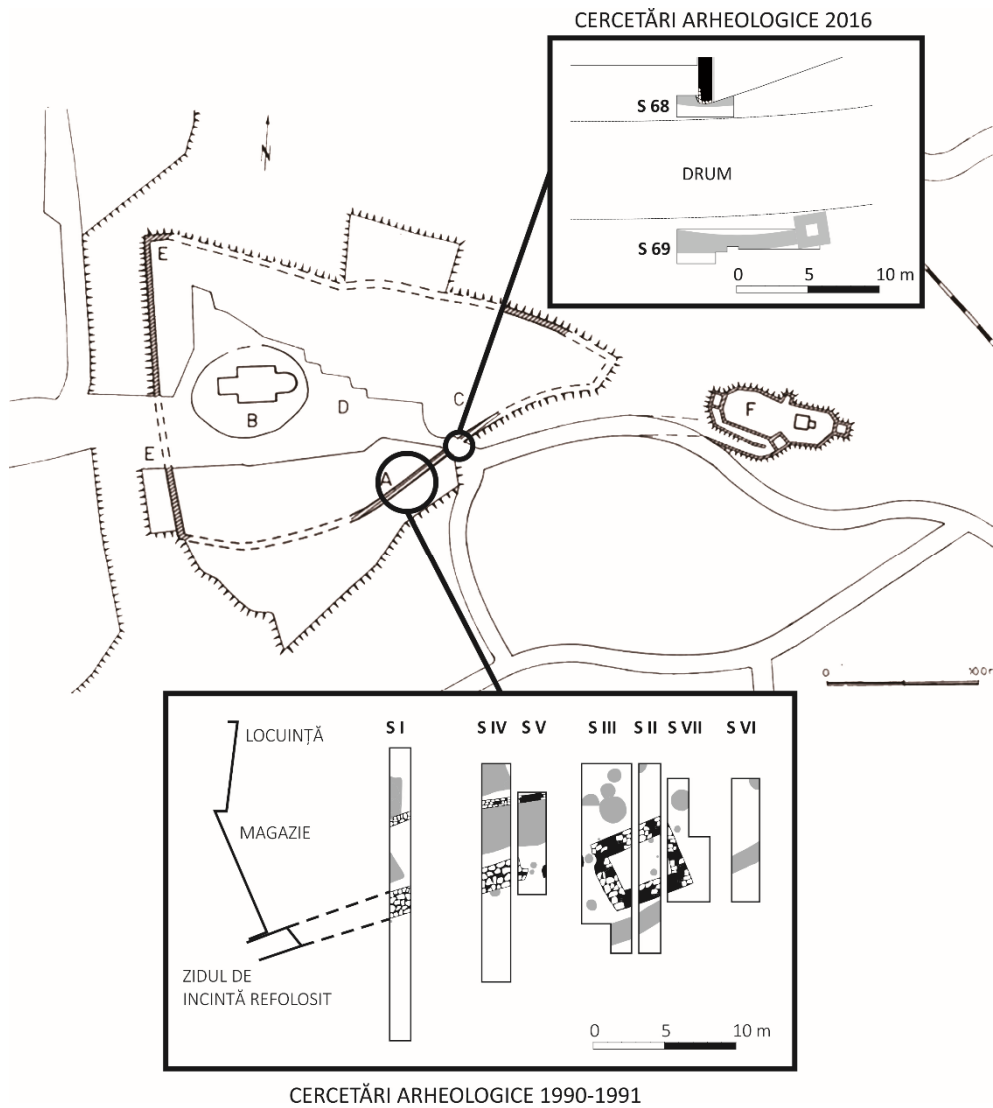 CERCETĂRI ARHEOLOGICE 2016
S 68
DRUM
S 69
0 5 10 m
N
E
B
D
C
E
A
F
0 100 m
S I S IV S V S III S II S VII S VI
LOCUINȚĂ
MAGAZIE
ZIDUL DE
INCINTĂ REFOLOSIT
0 5 10 m
CERCETĂRI ARHEOLOGICE 1990-1991